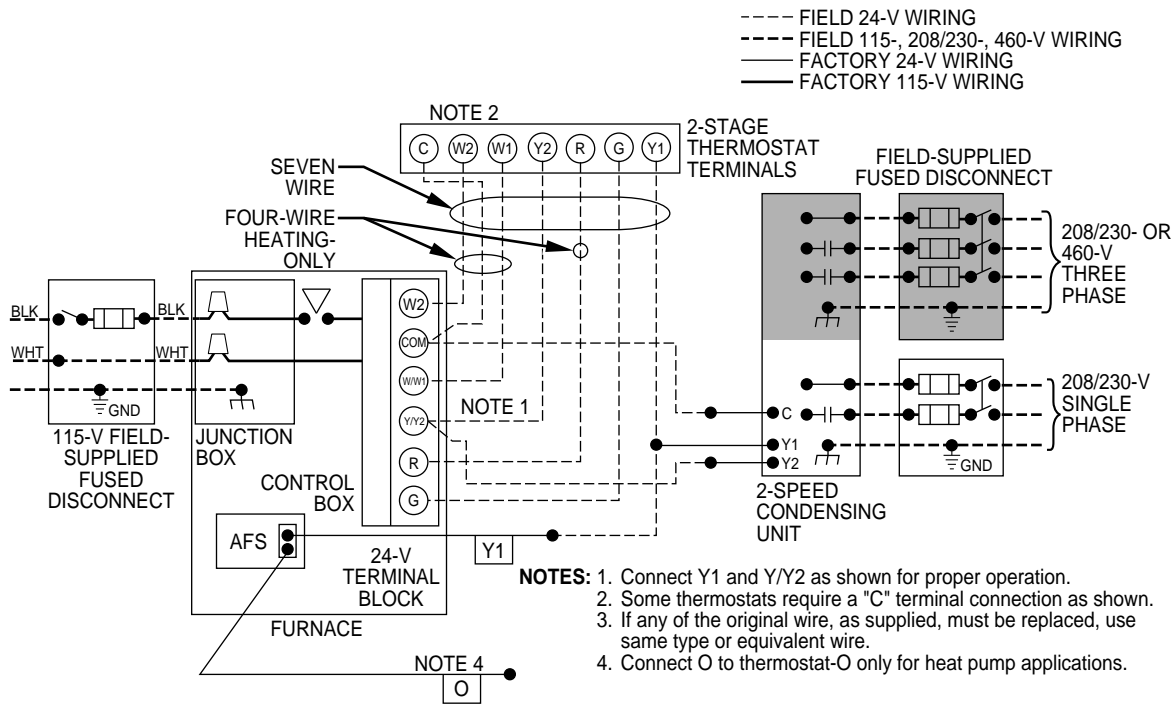 FIELD 24-V WIRING
FIELD 115-, 208/230-, 460-V WIRING
FACTORY 24-V WIRING
FACTORY 115-V WIRING
NOTE 2
C W2 W1 Y2 R G Y1
2-STAGE
THERMOSTAT
TERMINALS
SEVEN
WIRE
FOUR-WIRE
HEATING-
ONLY
FIELD-SUPPLIED
FUSED DISCONNECT
208/230- OR
460-V
THREE
PHASE
BLK
BLK
WHT
WHT
GND
115-V FIELD-
SUPPLIED
FUSED
DISCONNECT
JUNCTION
BOX
CONTROL
BOX
W2
COM
W/W1
Y/Y2
R
G
NOTE 1
C
Y1
Y2
GND
208/230-V
SINGLE
PHASE
2-SPEED
CONDENSING
UNIT
AFS
24-V
TERMINAL
BLOCK
Y1
FURNACE
NOTE 4
O
NOTES: 1. Connect Y1 and Y/Y2 as shown for proper operation.
2. Some thermostats require a "C" terminal connection as shown.
3. If any of the original wire, as supplied, must be replaced, use
same type or equivalent wire.
4. Connect O to thermostat-O only for heat pump applications.